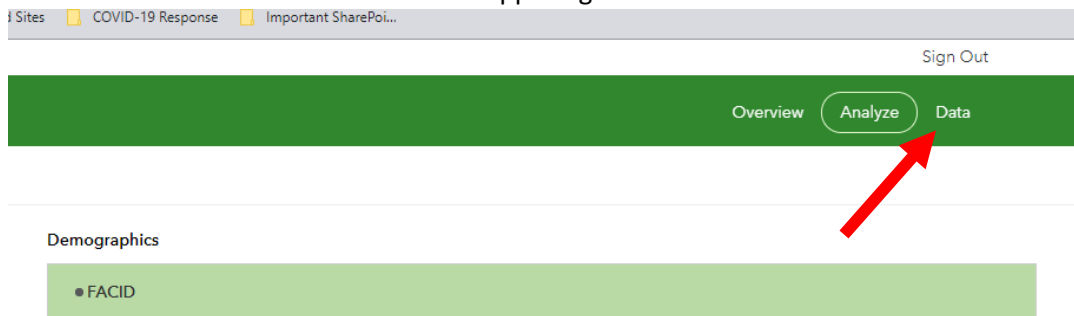 d Sites COVID-19 Response Important SharePoi...
Sign Out
Overview Analyze Data
Demographics
FACID